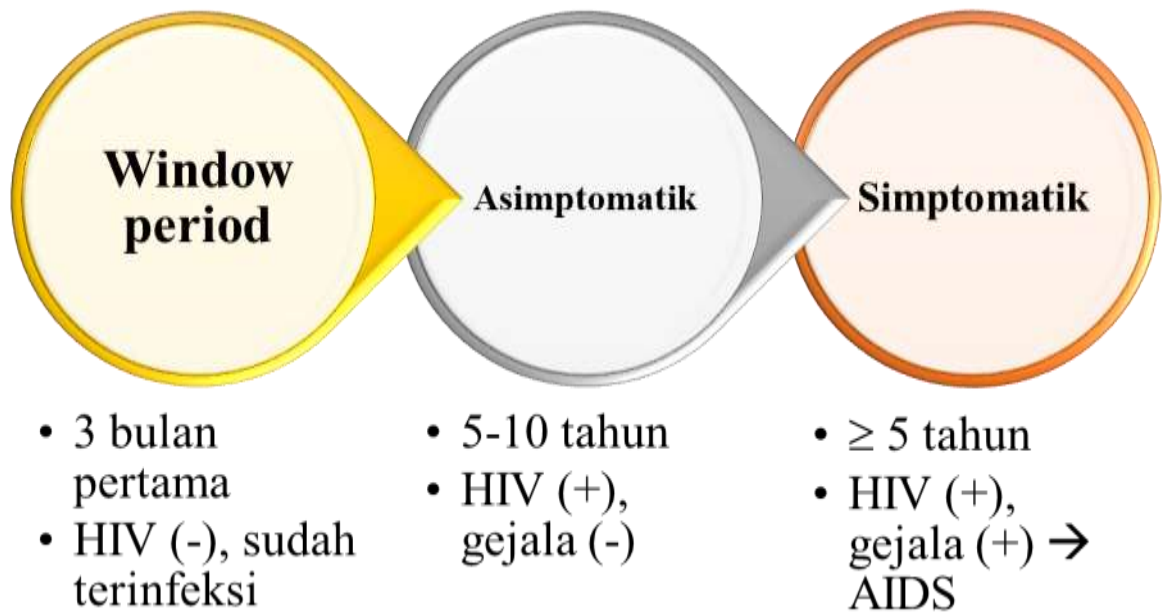 Window
period
Asimptomatik
Simptomatik
• 3 bulan
pertama
• HIV (-), sudah
terinfeksi
• 5-10 tahun
• HIV (+),
gejala (-)
• ≥ 5 tahun
• HIV (+),
gejala (+) →
AIDS